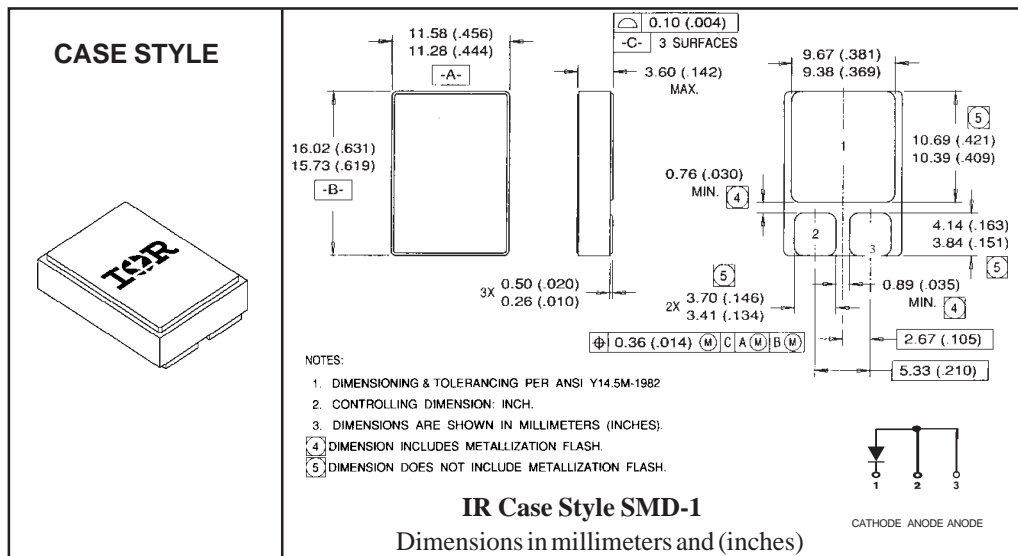 CASE STYLE
IOR
11.58 (.456)
11.28 (.444)
-A-
⌓ 0.10 (.004)
-C- 3 SURFACES
3.60 (.142)
MAX.
9.67 (.381)
9.38 (.369)
16.02 (.631)
15.73 (.619)
-B-
1
5
10.69 (.421)
10.39 (.409)
0.76 (.030)
MIN. 4
2
3
4.14 (.163)
3.84 (.151)
5
3X 0.50 (.020)
0.26 (.010)
5
2X 3.70 (.146)
3.41 (.134)
0.89 (.035)
MIN. 4
⌖ 0.36 (.014) Ⓜ C A Ⓜ B Ⓜ
2.67 (.105)
5.33 (.210)
NOTES:
1. DIMENSIONING & TOLERANCING PER ANSI Y14.5M-1982
2. CONTROLLING DIMENSION: INCH.
3. DIMENSIONS ARE SHOWN IN MILLIMETERS (INCHES).
4 DIMENSION INCLUDES METALLIZATION FLASH.
5 DIMENSION DOES NOT INCLUDE METALLIZATION FLASH.
1 2 3
CATHODE ANODE ANODE
IR Case Style SMD-1
Dimensions in millimeters and (inches)